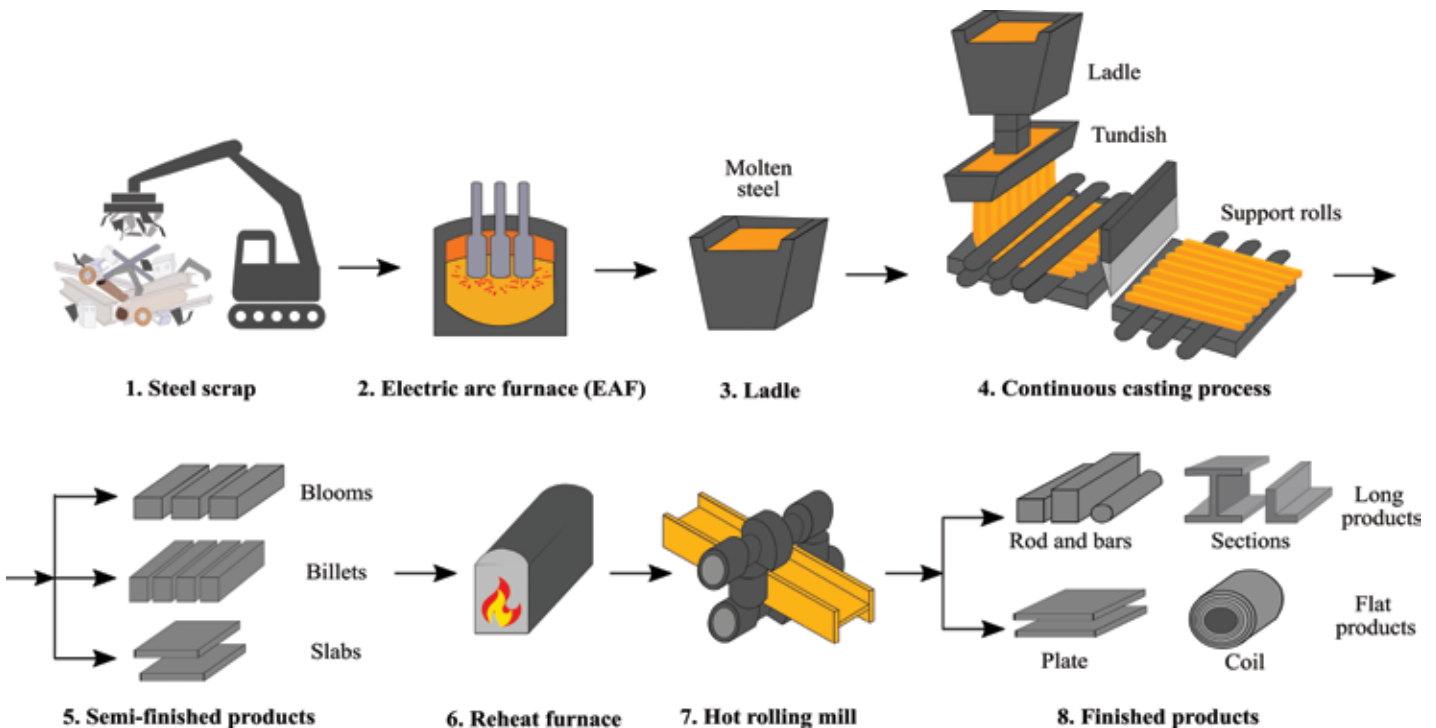 Ladle
Tundish
Molten
steel
Support rolls
1. Steel scrap
2. Electric arc furnace (EAF)
3. Ladle
4. Continuous casting process
Blooms
Billets
Slabs
Rod and bars
Sections
Long
products
Plate
Coil
Flat
products
5. Semi-finished products
6. Reheat furnace
7. Hot rolling mill
8. Finished products